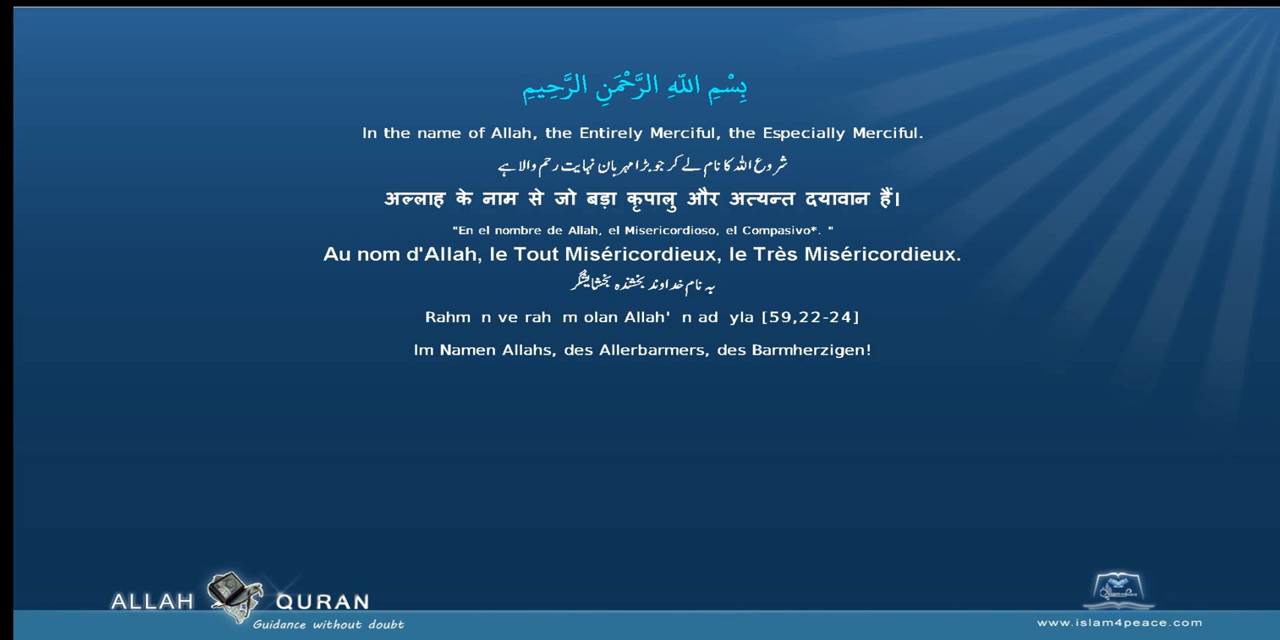 بِسْمِ اللَّهِ الرَّحْمَنِ الرَّحِيمِ
In the name of Allah, the Entirely Merciful, the Especially Merciful.
شروع اللہ کا نام لے کر جو بڑا مہربان نہایت رحم والا ہے
अल्लाह के नाम से जो बड़ा कृपालु और अत्यन्त दयावान हैं।
"En el nombre de Allah, el Misericordioso, el Compasivo*. "
Au nom d'Allah, le Tout Miséricordieux, le Très Miséricordieux.
به نام خداوند بخشنده بخشایشگر
Rahm n ve rah m olan Allah' n ad yla [59,22-24]
Im Namen Allahs, des Allerbarmers, des Barmherzigen!
ALLAH QURAN
Guidance without doubt
www.islam4peace.com